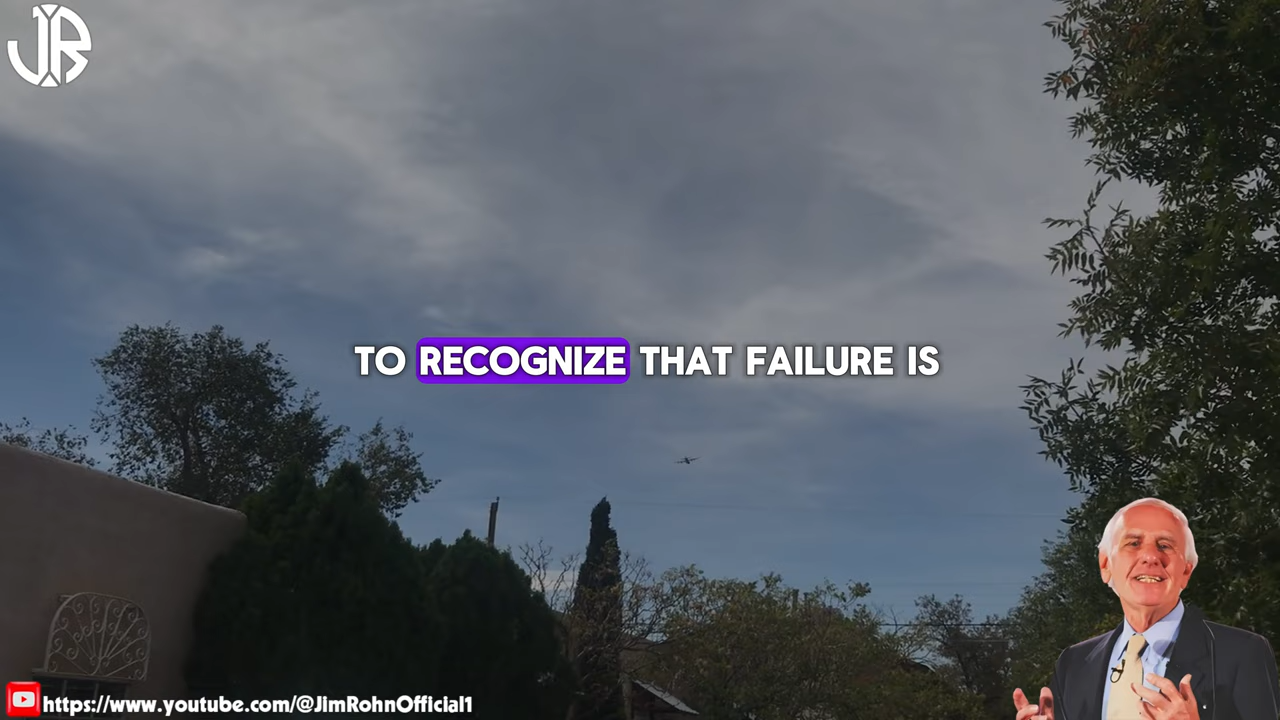 JR
TO RECOGNIZE THAT FAILURE IS
https://www.youtube.com/@JimRohnOfficial1